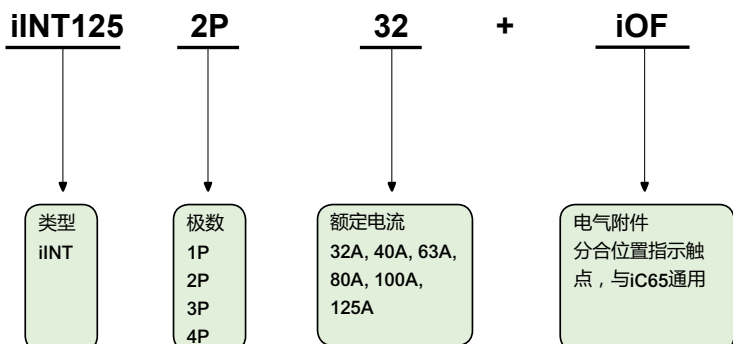 iINT125 2P 32 + iOF
类型
iINT
极数
1P
2P
3P
4P
额定电流
32A, 40A, 63A,
80A, 100A,
125A
电气附件
分合位置指示触
点，与iC65通用